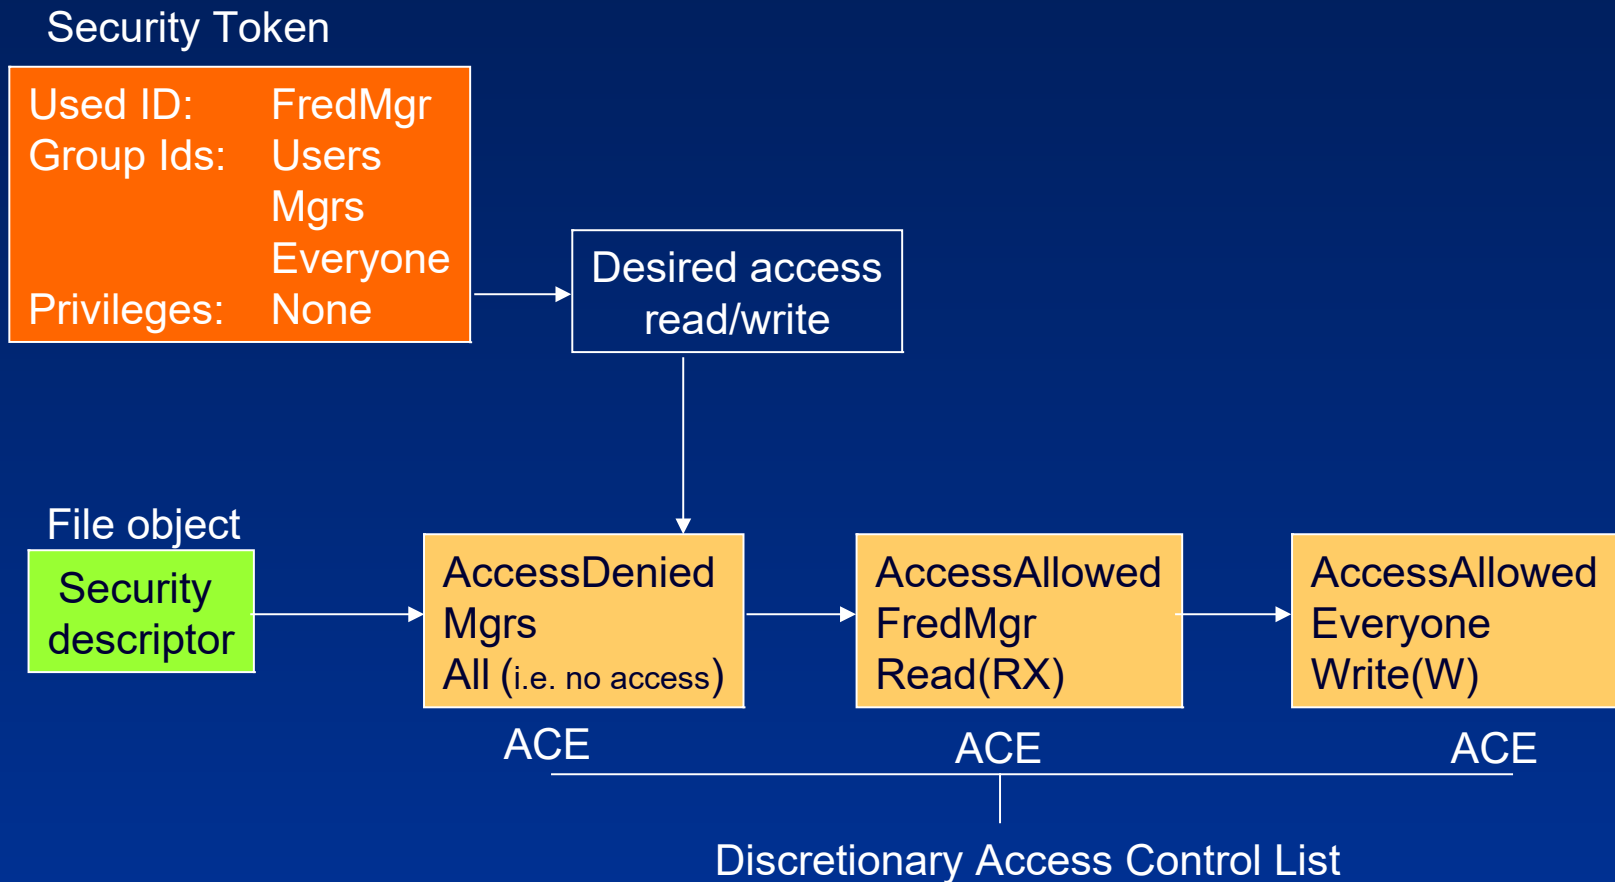 Security Token
Used ID: FredMgr
Group Ids: Users
Mgrs
Everyone
Privileges: None
Desired access
read/write
File object
Security
descriptor
AccessDenied
Mgrs
All (i.e. no access)
ACE
AccessAllowed
FredMgr
Read(RX)
ACE
AccessAllowed
Everyone
Write(W)
ACE
Discretionary Access Control List